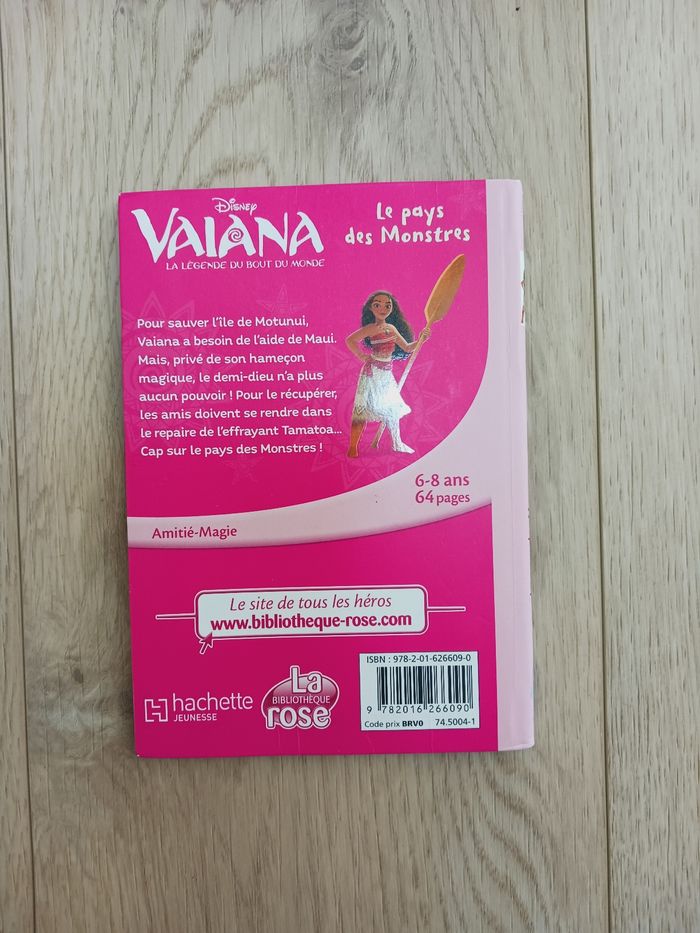 Disney
VAIANA
LA LÉGENDE DU BOUT DU MONDE
Le pays
des Monstres
Pour sauver l'île de Motunui,
Vaiana a besoin de l'aide de Maui.
Mais, privé de son hameçon
magique, le demi-dieu n'a plus
aucun pouvoir ! Pour le récupérer,
les amis doivent se rendre dans
le repaire de l'effrayant Tamatoa...
Cap sur le pays des Monstres !
6-8 ans
64 pages
Amitié-Magie
Le site de tous les héros
www.bibliotheque-rose.com
hachette
JEUNESSE
La
BIBLIOTHÈQUE
rose
ISBN : 978-2-01-626609-0
9 782016 266090
Code prix BRV0 74.5004-1